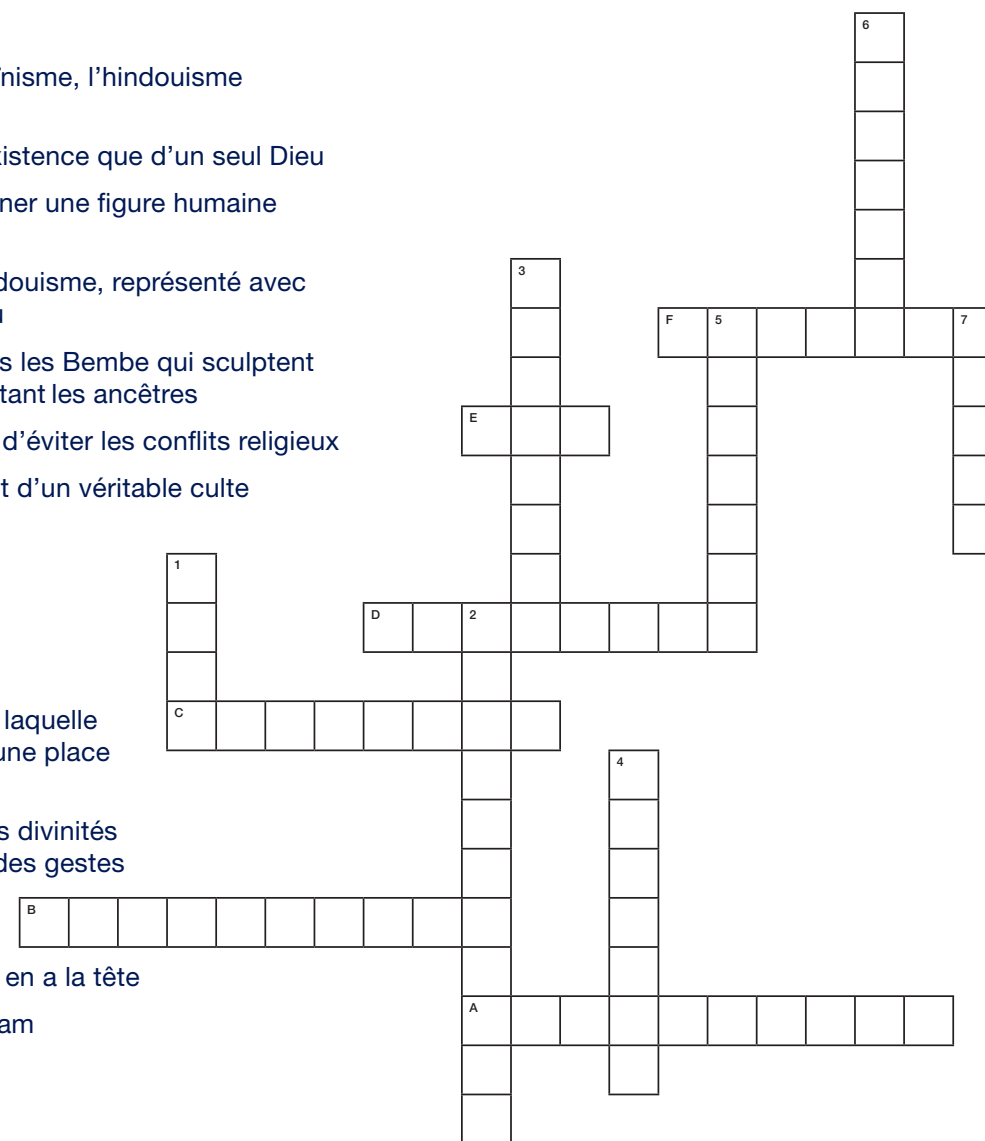 6
nisme, l’hindouisme
xistence que d’un seul Dieu
ner une figure humaine
3
douisme, représenté avec
F 5 7
s les Bembe qui sculptent
tant les ancêtres
E
d’éviter les conflits religieux
t d’un véritable culte
1
D 2
C
laquelle
une place
4
s divinités
des gestes
B
en a la tête
A
am